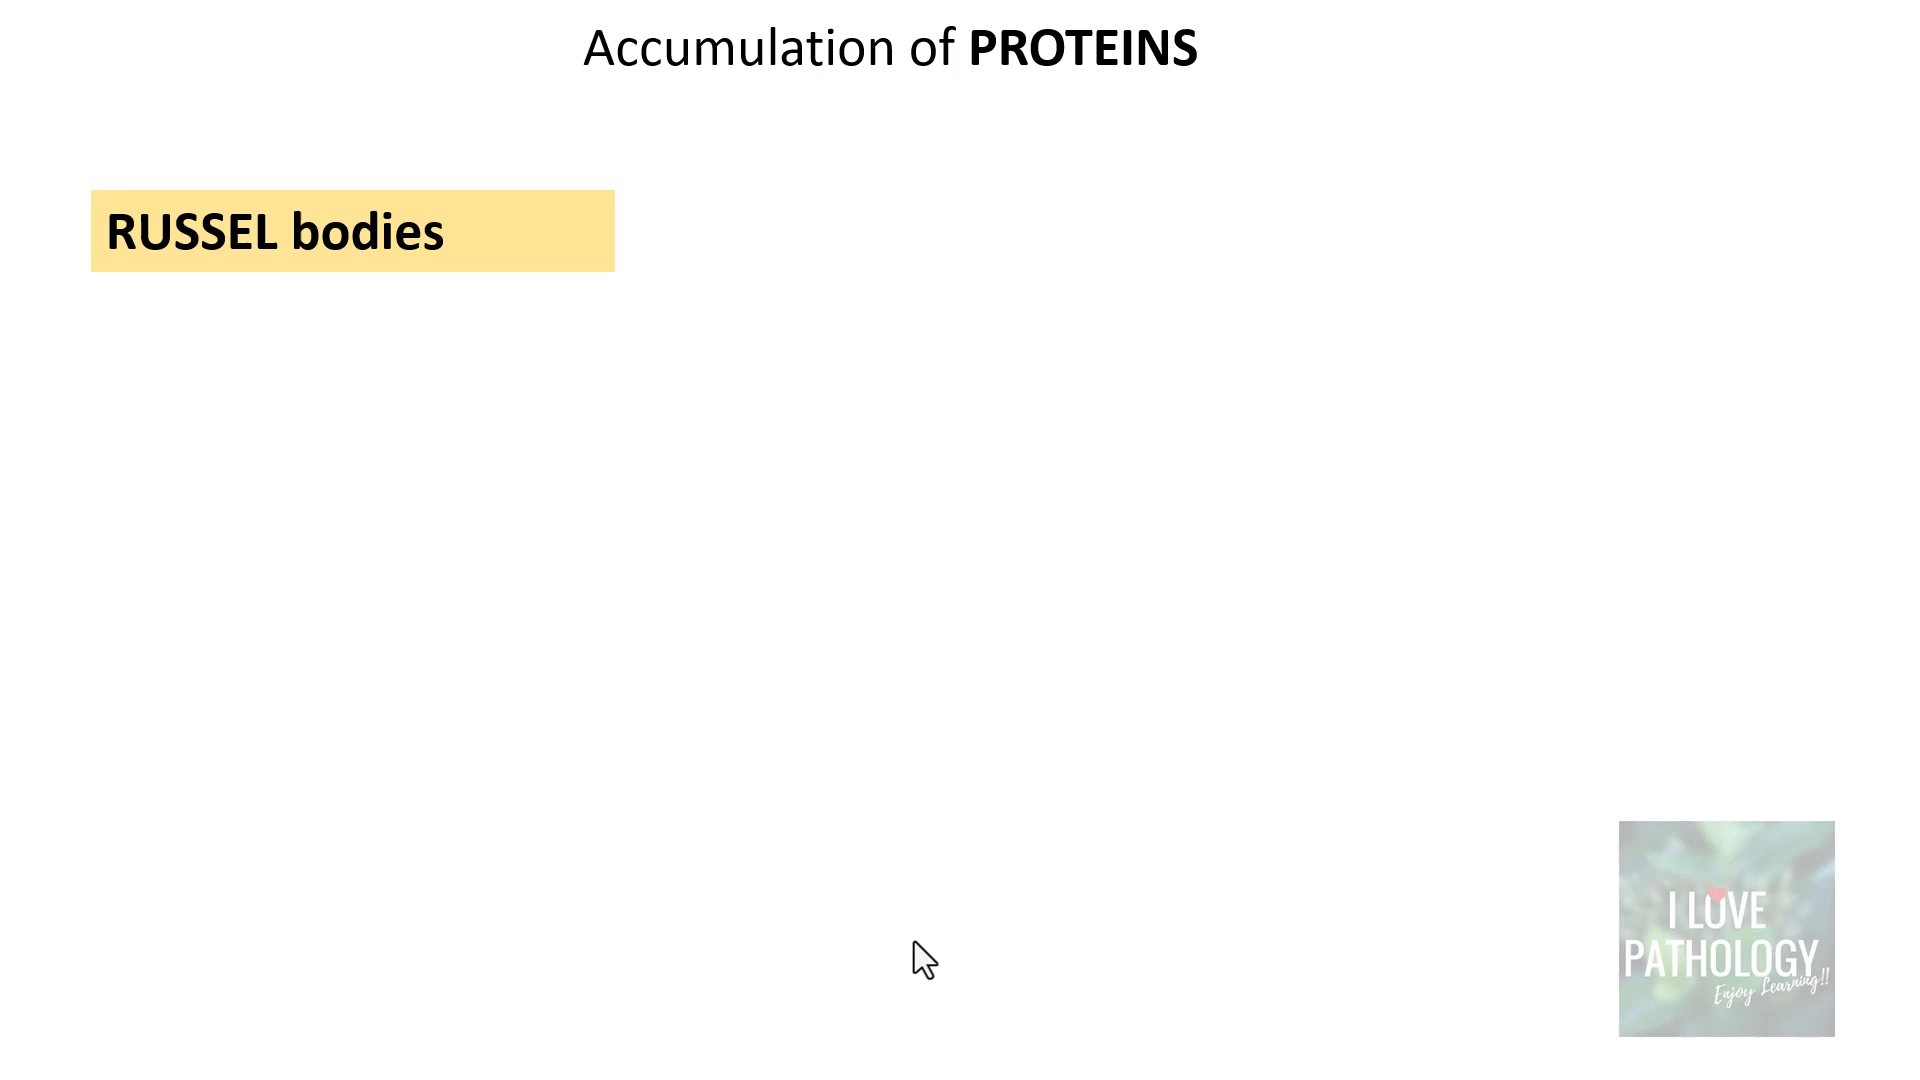 Accumulation of PROTEINS
RUSSEL bodies
I LOVE
PATHOLOGY
Enjoy Learning!!